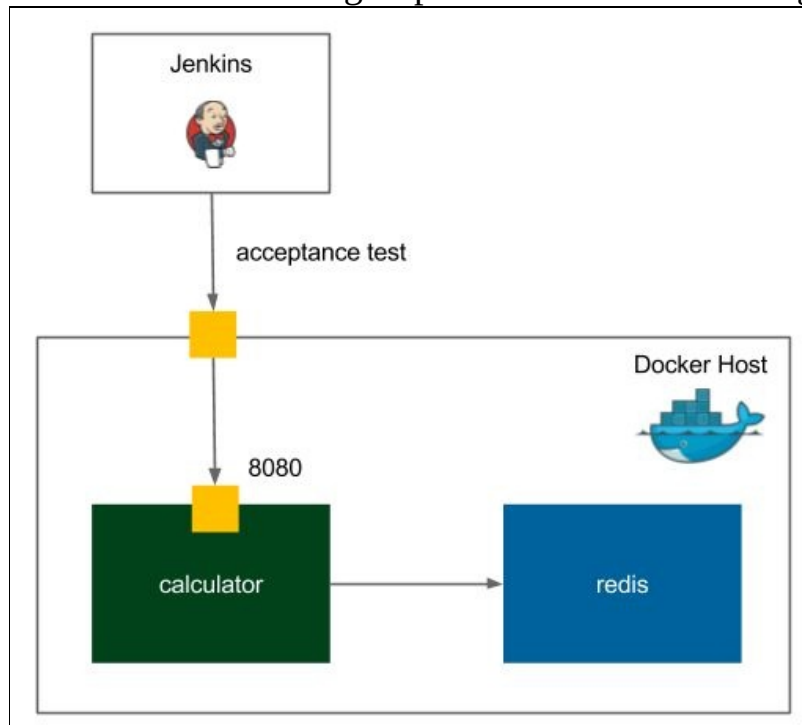 Jenkins
acceptance test
Docker Host
8080
calculator
redis